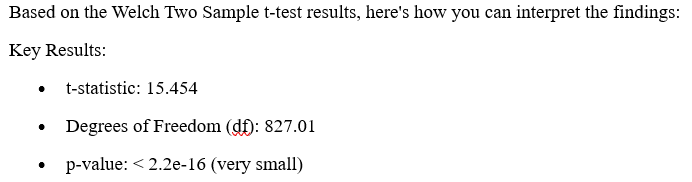 Based on the Welch Two Sample t-test results, here's how you can interpret the findings:
Key Results:
• t-statistic: 15.454
• Degrees of Freedom (df): 827.01
• p-value: < 2.2e-16 (very small)